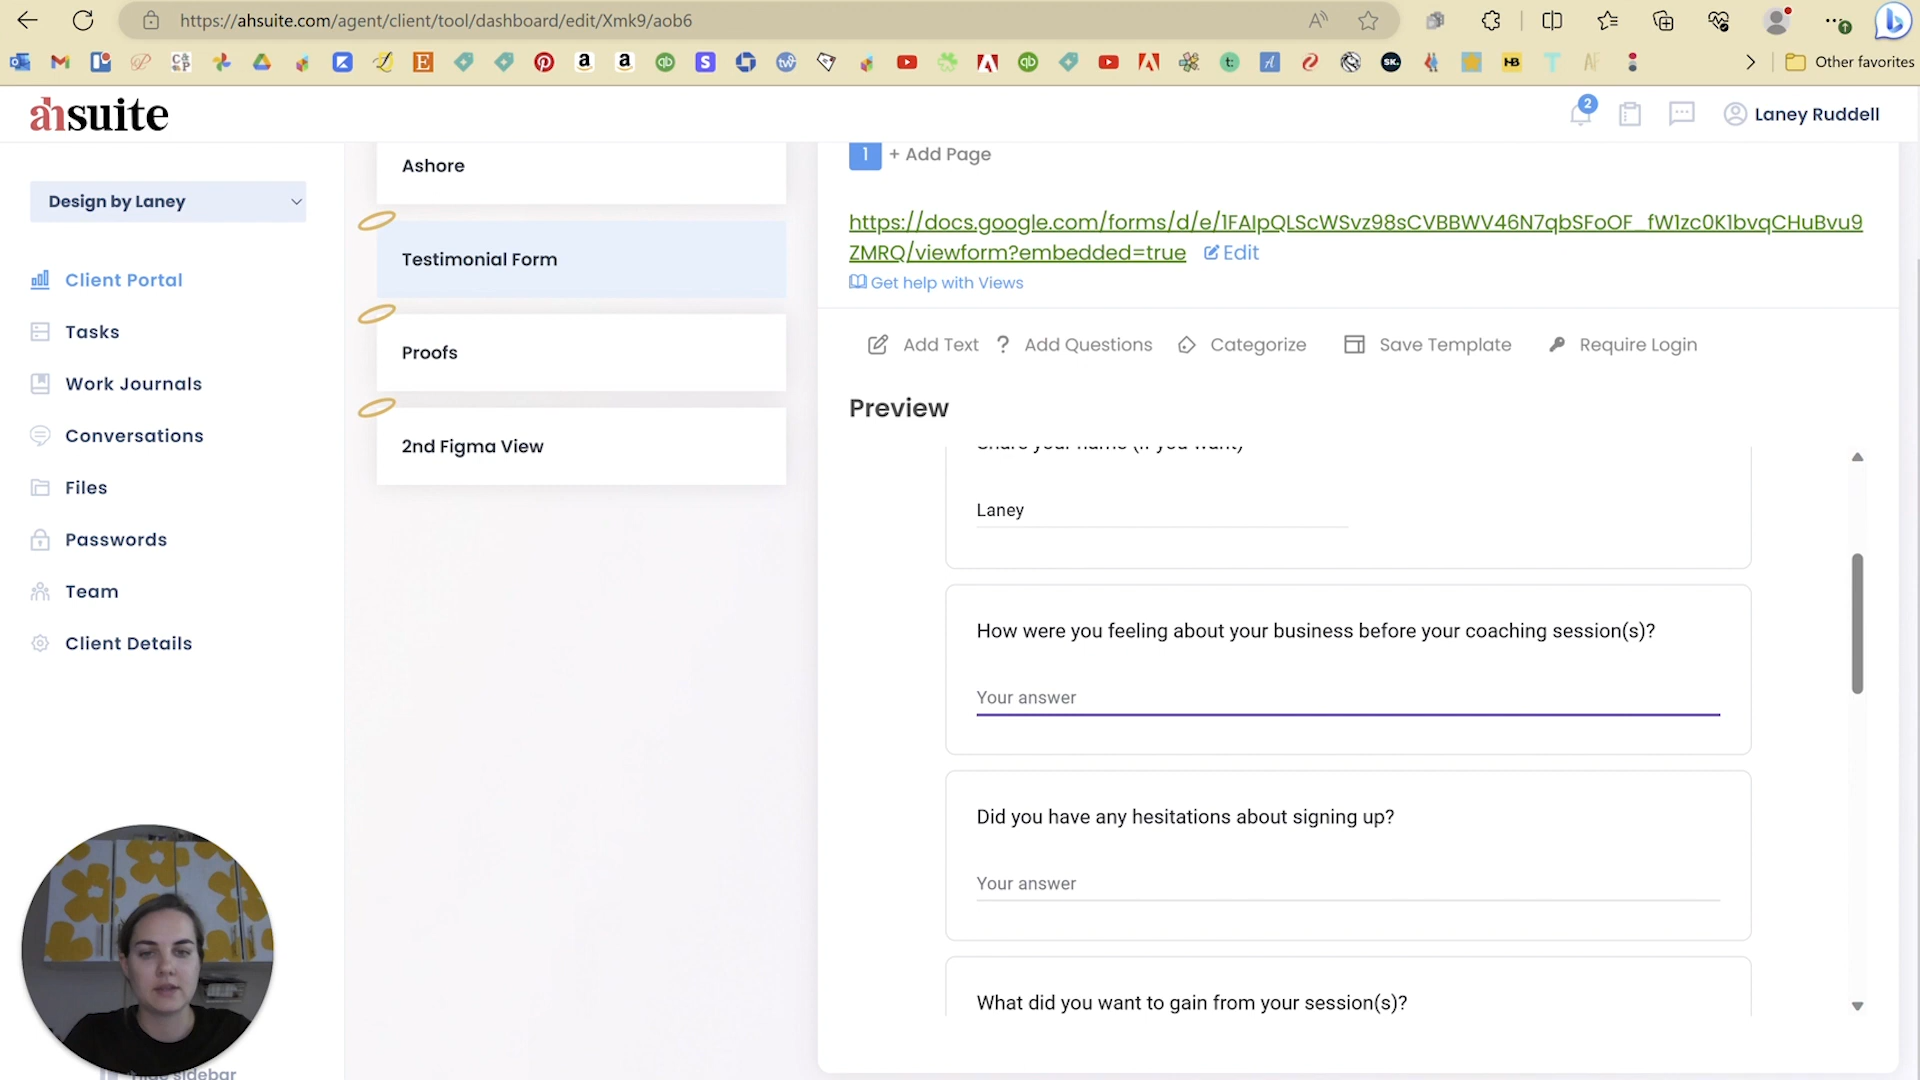 https://ahsuite.com/agent/client/tool/dashboard/edit/Xmk9/aob6
Other favorites
ahsuite
2
Laney Ruddell
Design by Laney
Client Portal
Tasks
Work Journals
Conversations
Files
Passwords
Team
Client Details
Ashore
Testimonial Form
Proofs
2nd Figma View
1 + Add Page
https://docs.google.com/forms/d/e/1FAIpQLScWSvz98sCVBBWV46N7qbSFoOF_fW1zc0K1bvqCHuBvu9
ZMRQ/viewform?embedded=true Edit
Get help with Views
Add Text ? Add Questions Categorize Save Template Require Login
Preview
Share your name (if you want)
Laney
How were you feeling about your business before your coaching session(s)?
Your answer
Did you have any hesitations about signing up?
Your answer
What did you want to gain from your session(s)?
Hide sidebar